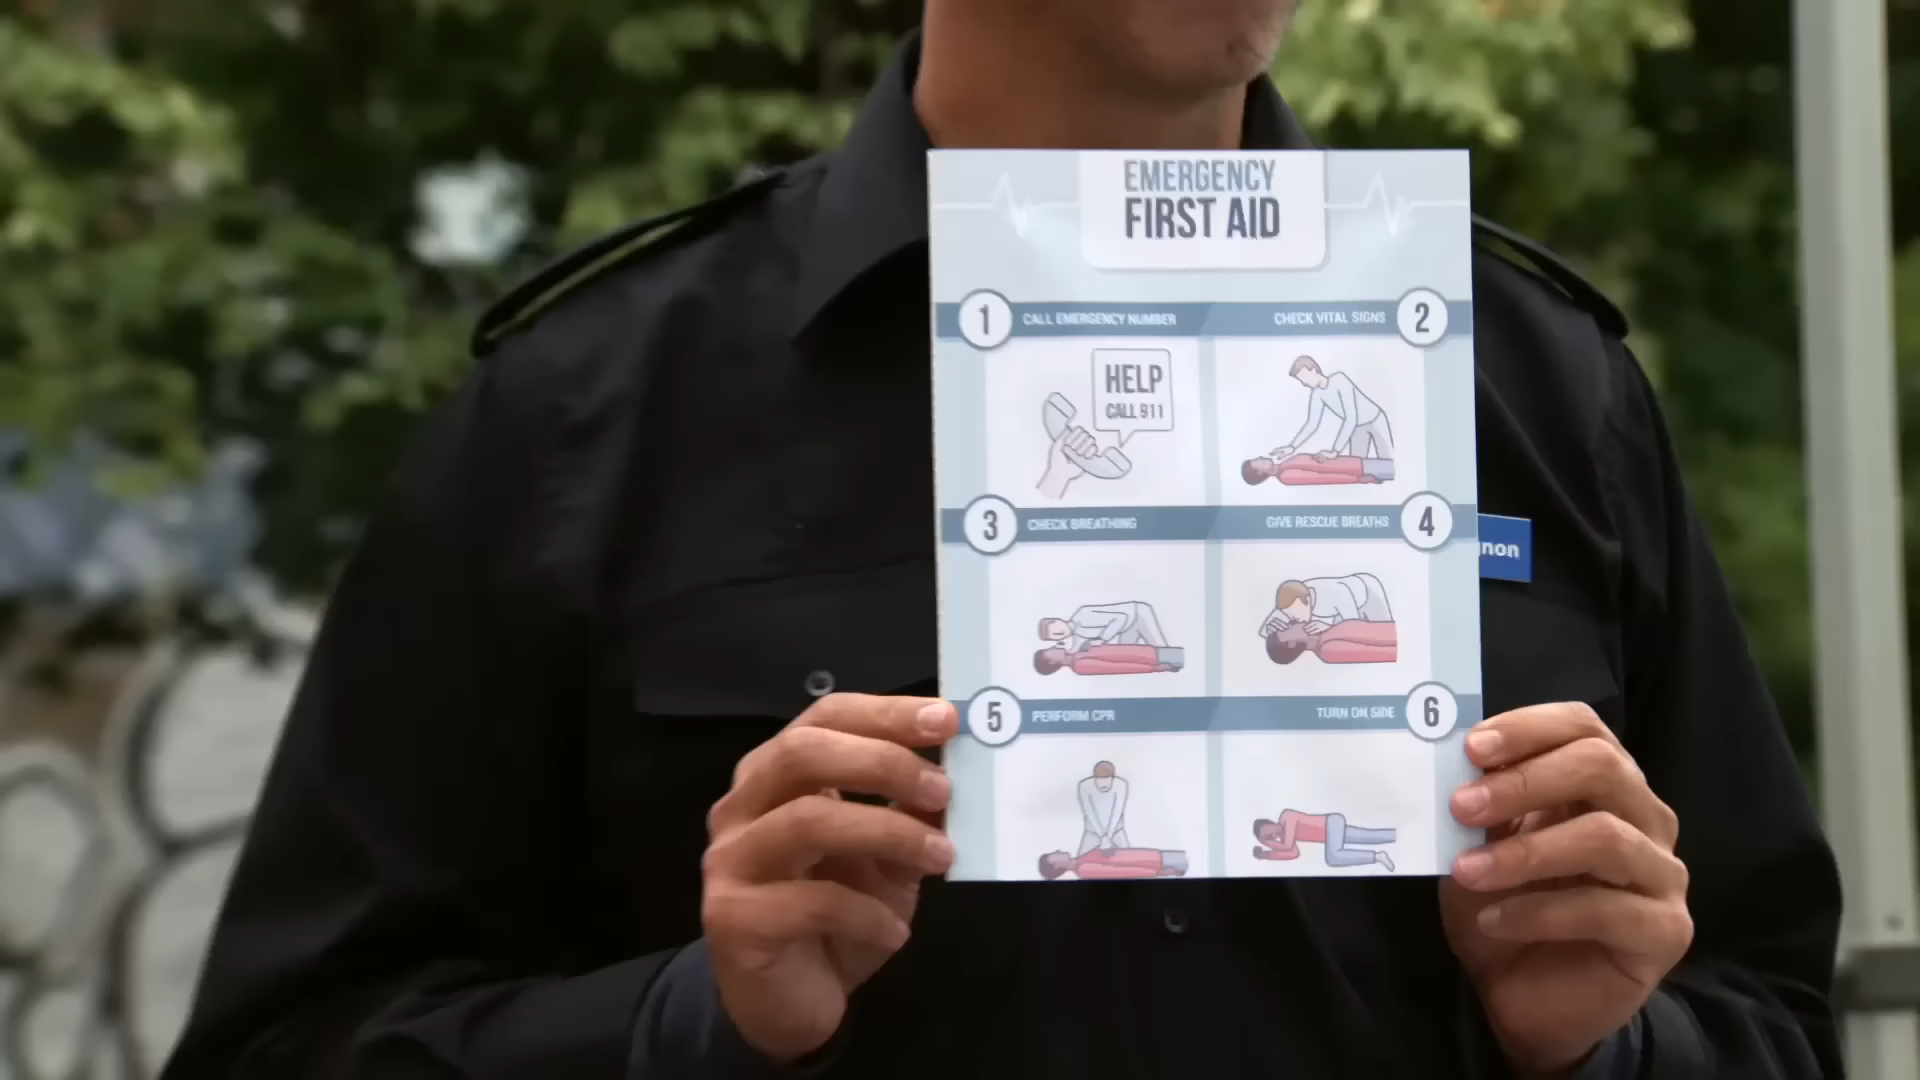 EMERGENCY
FIRST AID
1 CALL EMERGENCY NUMBER
CHECK VITAL SIGNS 2
HELP
CALL 911
3 CHECK BREATHING
GIVE RESCUE BREATHS 4
non
5 PERFORM CPR
TURN ON SIDE 6